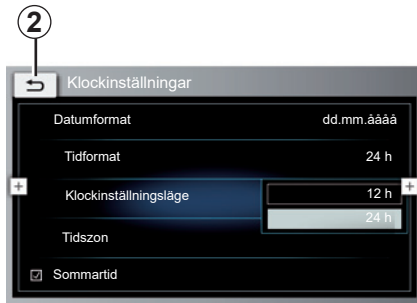 2
Klockinställningar
Datumformat dd.mm.åååå
Tidformat 24 h
Klockinställningsläge 12 h
24 h
Tidszon
Sommartid